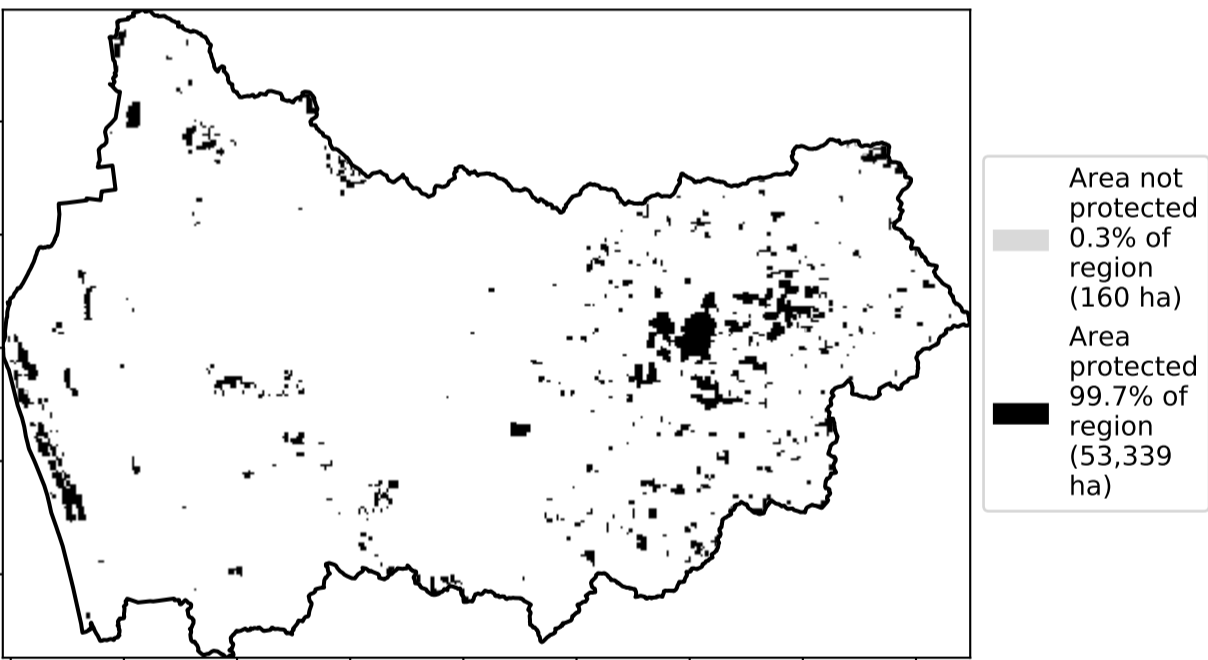 Area not
protected
0.3% of
region
(160 ha)
Area
protected
99.7% of
region
(53,339
ha)